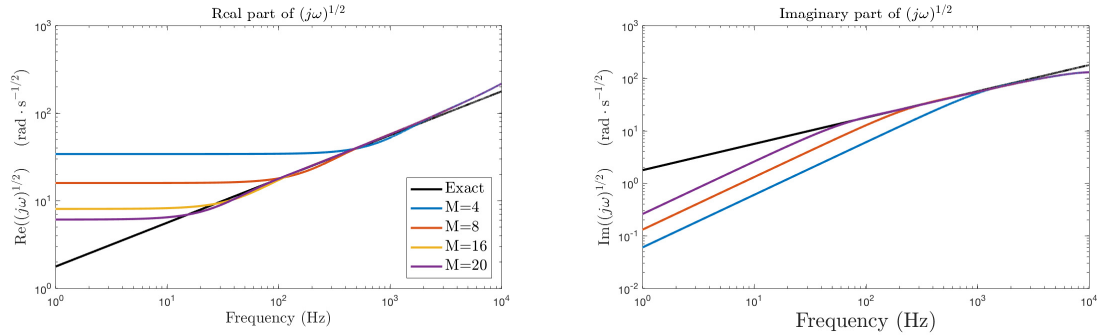 Real part of (jω)^{1/2}
10^3
10^2
10^1
10^0
Re((jω)^{1/2}) (rad · s^{−1/2})
Exact
M=4
M=8
M=16
M=20
10^0 10^1 10^2 10^3 10^4
Frequency (Hz)
Imaginary part of (jω)^{1/2}
10^3
10^2
10^1
10^0
10^{-1}
10^{-2}
Im((jω)^{1/2}) (rad · s^{−1/2})
10^0 10^1 10^2 10^3 10^4
Frequency (Hz)